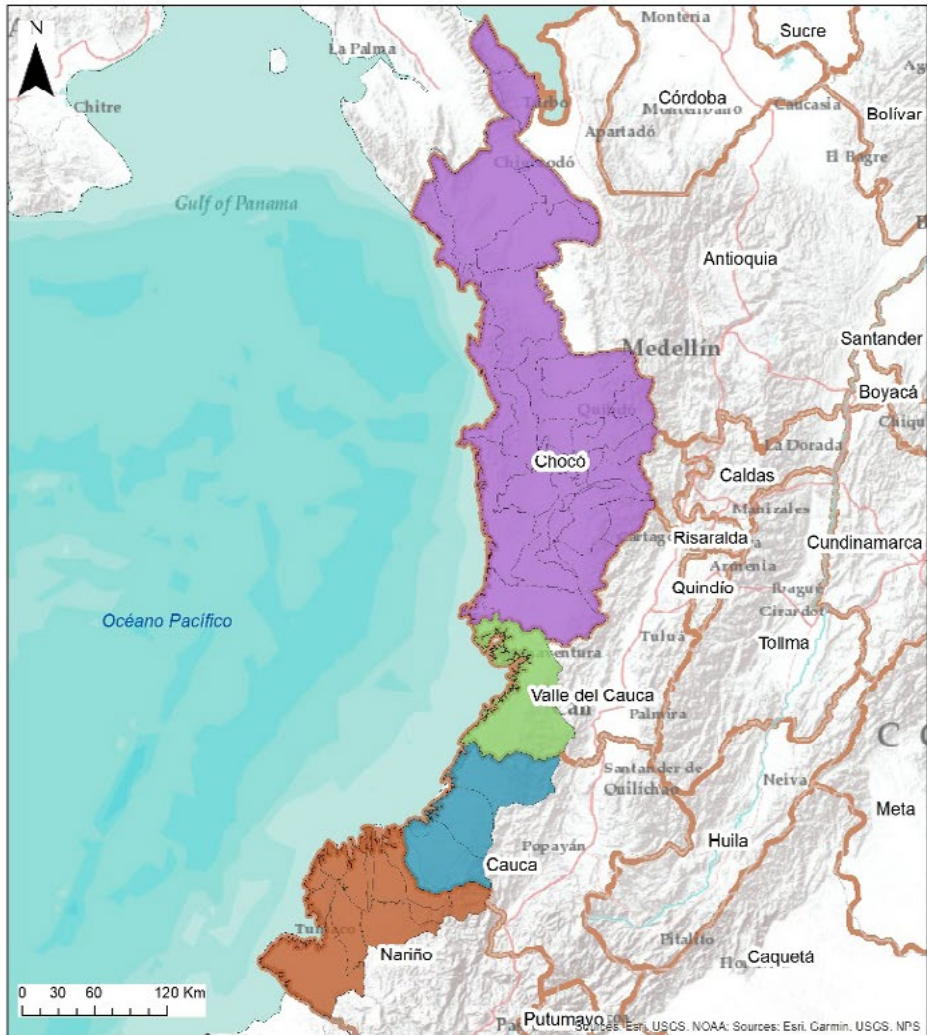 N
Montería
Sucre
La Palma
Chitre
Turbo
Córdoba
Caucasia
Bolívar
Apartadó
El Bagre
Gulf of Panama
Antioquia
Santander
Medellín
Boyacá
Quibdó
La Dorada
Chocó
Caldas
Manizales
Risaralda
Cundinamarca
Armenia
Quindío
Ibagué
Girardot
Océano Pacífico
Tuluá
Tolima
Valle del Cauca
Palmira
Santander de
Quilichao
Neiva
Meta
Huila
Popayán
Cauca
Tumaco
Pitalito
Nariño
Caquetá
0 30 60 120 Km
Putumayo
Sources: Esri, USGS, NOAA; Sources: Esri, Garmin, USGS, NPS